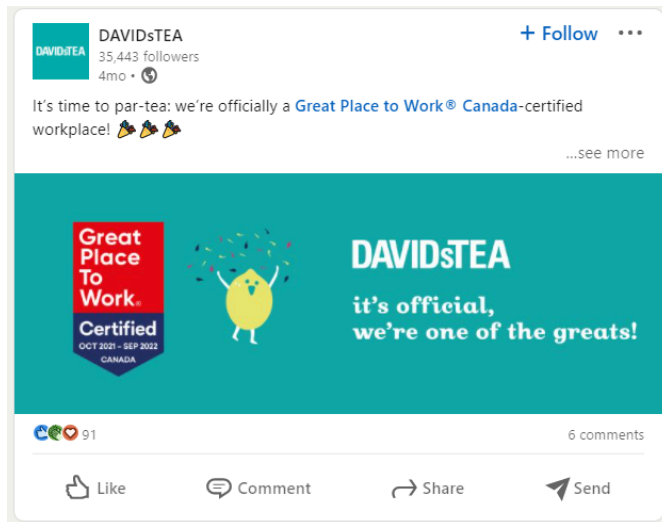 DAVIDsTEA
DAVIDsTEA
35,443 followers
4mo •
+ Follow
It's time to par-tea: we're officially a Great Place to Work® Canada-certified
workplace!
...see more
Great
Place
To
Work®
Certified
OCT 2021 - SEP 2022
CANADA
DAVIDsTEA
it's official,
we're one of the greats!
91
6 comments
Like
Comment
Share
Send